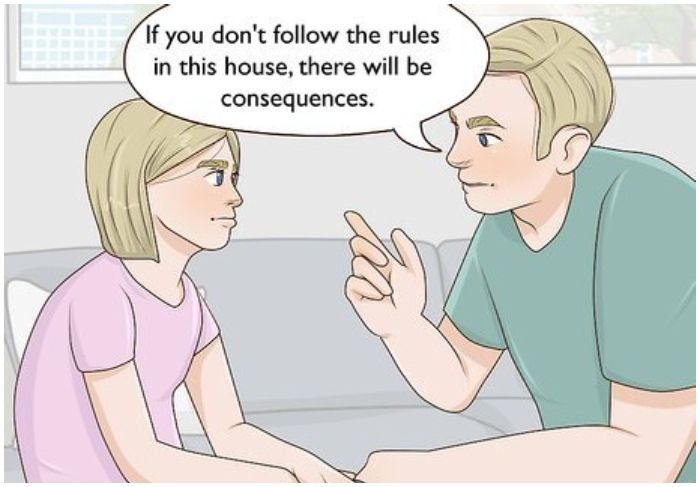 If you don't follow the rules
in this house, there will be
consequences.